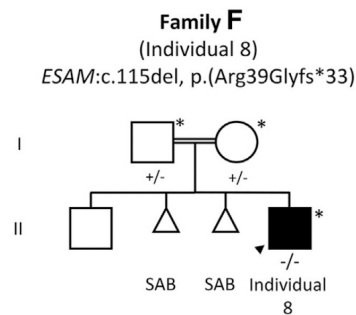 Family F
(Individual 8)
ESAM:c.115del, p.(Arg39Glyfs*33)
I
* *
+/- +/-
II
*
-/-
SAB SAB Individual
8